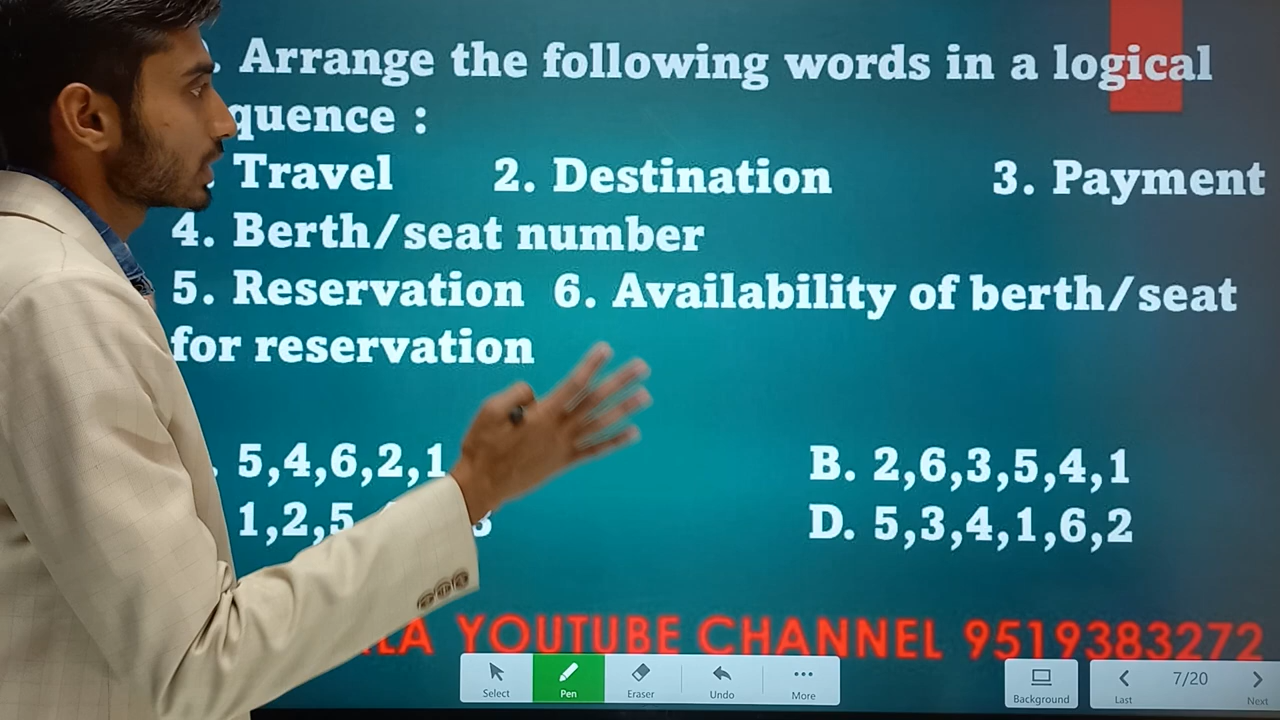 . Arrange the following words in a logical
quence :
. Travel 2. Destination 3. Payment
4. Berth/seat number
5. Reservation 6. Availability of berth/seat
for reservation
. 5,4,6,2,1 B. 2,6,3,5,4,1
1,2,5 3 D. 5,3,4,1,6,2
LA YOUTUBE CHANNEL 9519383272
Select Pen Eraser Undo More Background Last 7/20 Next